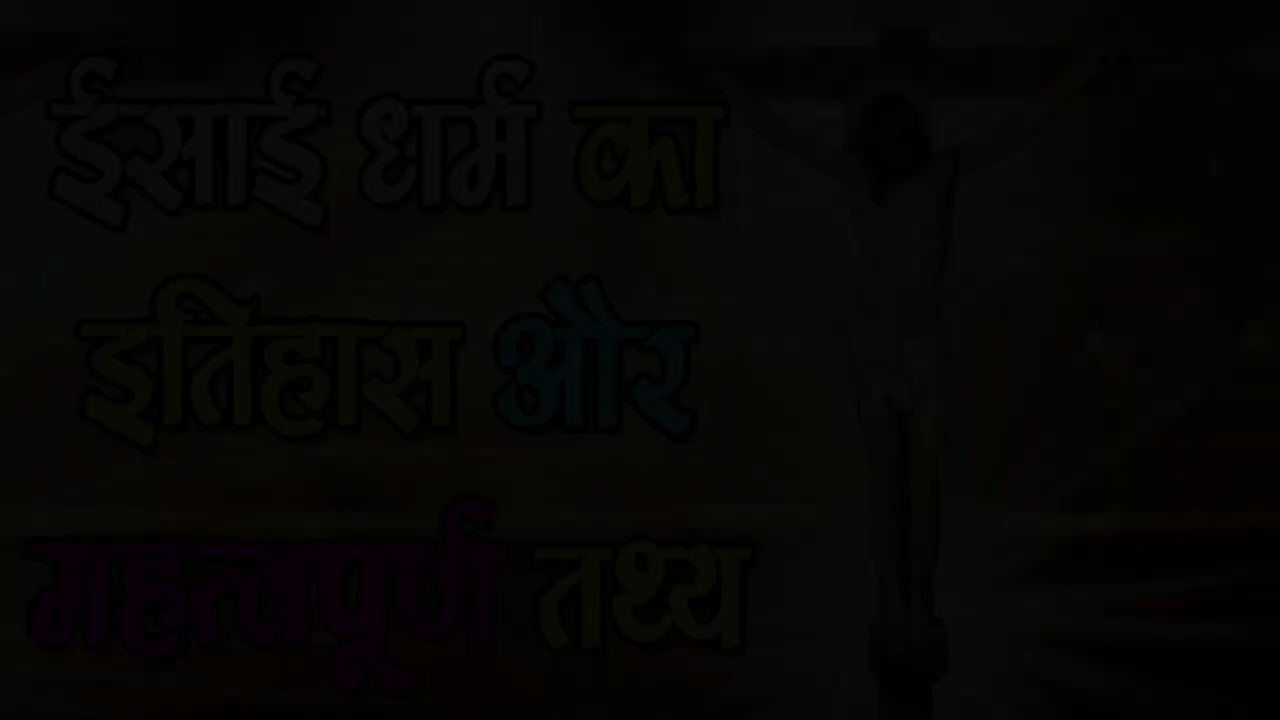 ईसाई धर्म का
इतिहास और
महत्वपूर्ण तथ्य